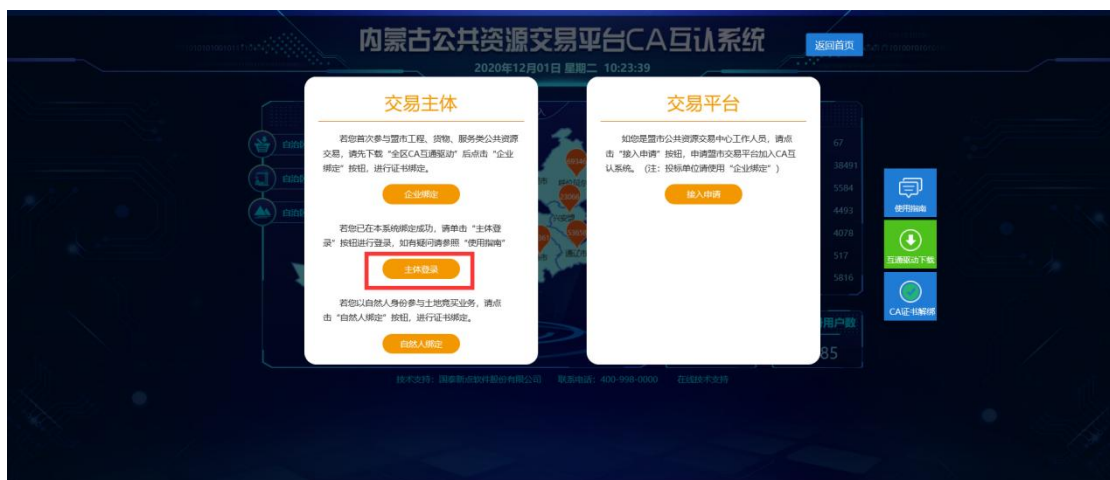 内蒙古公共资源交易平台CA互认系统
返回首页
2020年12月01日 星期二 10:23:39
交易主体
若您首次参与盟市工程、货物、服务类公共资源
交易，请先下载“全区CA互通驱动”后点击“企业
绑定”按钮，进行证书绑定。
企业绑定
若您已在本系统绑定成功，请单击“主体登
录”按钮进行登录，如有疑问请参照“使用指南”
主体登录
若您以自然人身份参与土地竞买业务，请点
击“自然人绑定”按钮，进行证书绑定。
自然人绑定
交易平台
如您是盟市公共资源交易中心工作人员，请点
击“接入申请”按钮，申请盟市交易平台加入CA互
认系统。（注：投标单位请使用“企业绑定”）
接入申请
67
38491
5584
4493
4078
517
5816
用户数
85
使用指南
互通驱动下载
CA证书解绑
技术支持：国泰新点软件股份有限公司 联系电话：400-998-0000 在线技术支持